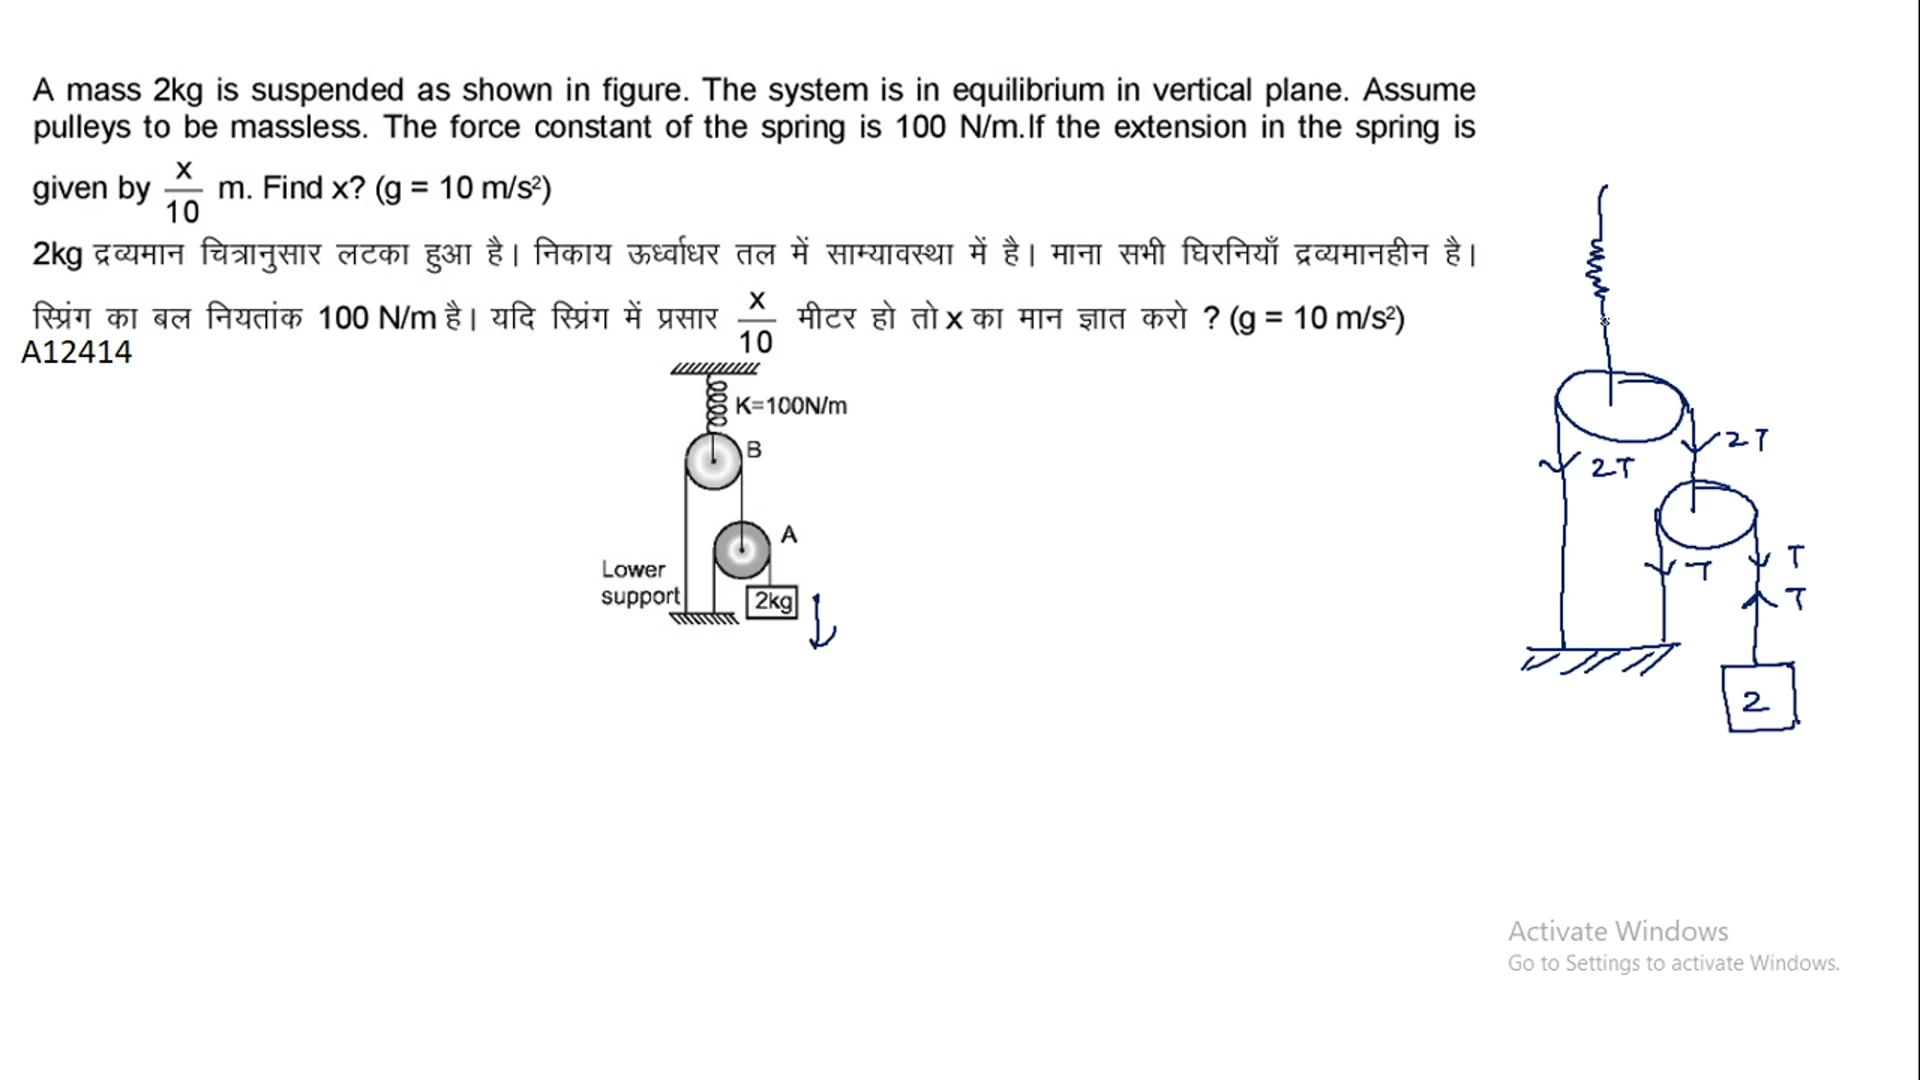 A mass 2kg is suspended as shown in figure. The system is in equilibrium in vertical plane. Assume
pulleys to be massless. The force constant of the spring is 100 N/m.If the extension in the spring is
given by x/10 m. Find x? (g = 10 m/s²)
2kg द्रव्यमान चित्रानुसार लटका हुआ है। निकाय ऊर्ध्वाधर तल में साम्यावस्था में है। माना सभी घिरनियाँ द्रव्यमानहीन है।
स्प्रिंग का बल नियतांक 100 N/m है। यदि स्प्रिंग में प्रसार x/10 मीटर हो तो x का मान ज्ञात करो ? (g = 10 m/s²)
A12414
K=100N/m
B
A
Lower
support
2kg
2T
2T
T
T
T
2
Activate Windows
Go to Settings to activate Windows.